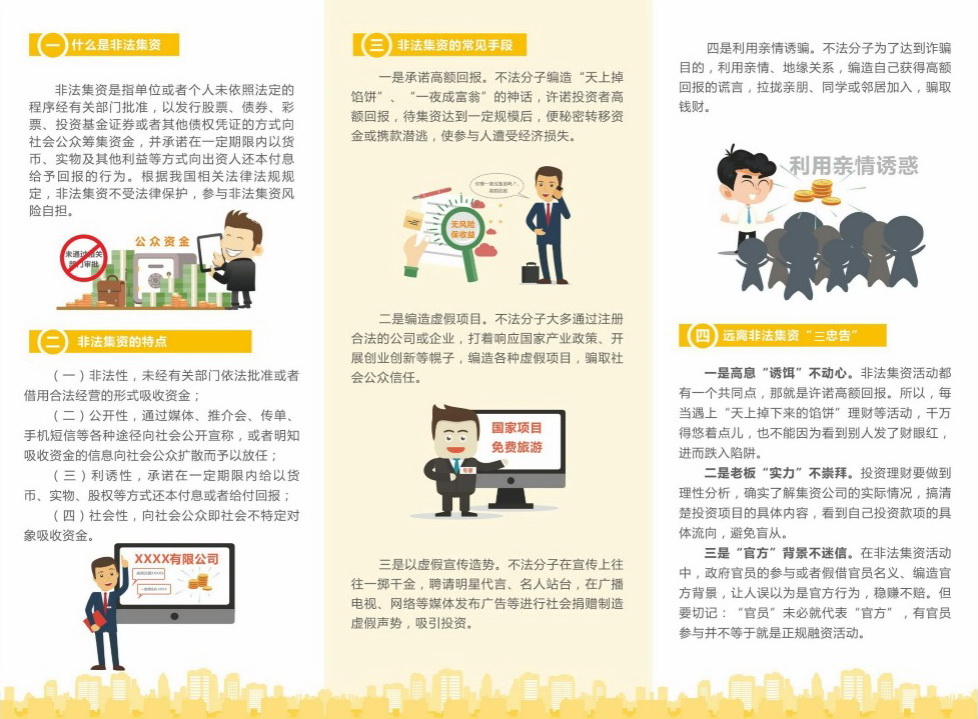 一 什么是非法集资
非法集资是指单位或者个人未依照法定的
程序经有关部门批准，以发行股票、债券、彩
票、投资基金证券或者其他债权凭证的方式向
社会公众筹集资金，并承诺在一定期限内以货
币、实物及其他利益等方式向出资人还本付息
给予回报的行为。根据我国相关法律法规规
定，非法集资不受法律保护，参与非法集资风
险自担。
公众资金
未通过相关
部门审批
二 非法集资的特点
（一）非法性，未经有关部门依法批准或者
借用合法经营的形式吸收资金；
（二）公开性，通过媒体、推介会、传单、
手机短信等各种途径向社会公开宣称，或者明知
吸收资金的信息向社会公众扩散而予以放任；
（三）利诱性，承诺在一定期限内给以货
币、实物、股权等方式还本付息或者给付回报；
（四）社会性，向社会公众即社会不特定对
象吸收资金。
XXXX有限公司
三 非法集资的常见手段
一是承诺高额回报。不法分子编造“天上掉
馅饼”、“一夜成富翁”的神话，许诺投资者高
额回报，待集资达到一定规模后，便秘密转移资
金或携款潜逃，使参与人遭受经济损失。
无风险
保收益
二是编造虚假项目。不法分子大多通过注册
合法的公司或企业，打着响应国家产业政策、开
展创业创新等幌子，编造各种虚假项目，骗取社
会公众信任。
国家项目
免费旅游
专家
三是以虚假宣传造势。不法分子在宣传上往
往一掷千金，聘请明星代言、名人站台，在广播
电视、网络等媒体发布广告等进行社会捐赠制造
虚假声势，吸引投资。
四是利用亲情诱骗。不法分子为了达到诈骗
目的，利用亲情、地缘关系，编造自己获得高额
回报的谎言，拉拢亲朋、同学或邻居加入，骗取
钱财。
利用亲情诱惑
四 远离非法集资“三忠告”
一是高息“诱饵”不动心。非法集资活动都
有一个共同点，那就是许诺高额回报。所以，每
当遇上“天上掉下来的馅饼”理财等活动，千万
得悠着点儿，也不能因为看到别人发了财眼红，
进而跌入陷阱。
二是老板“实力”不崇拜。投资理财要做到
理性分析，确实了解集资公司的实际情况，搞清
楚投资项目的具体内容，看到自己投资款项的具
体流向，避免盲从。
三是“官方”背景不迷信。在非法集资活动
中，政府官员的参与或者假借官员名义、编造官
方背景，让人误以为是官方行为，稳赚不赔。但
要切记：“官员”未必就代表“官方”，有官员
参与并不等于就是正规融资活动。